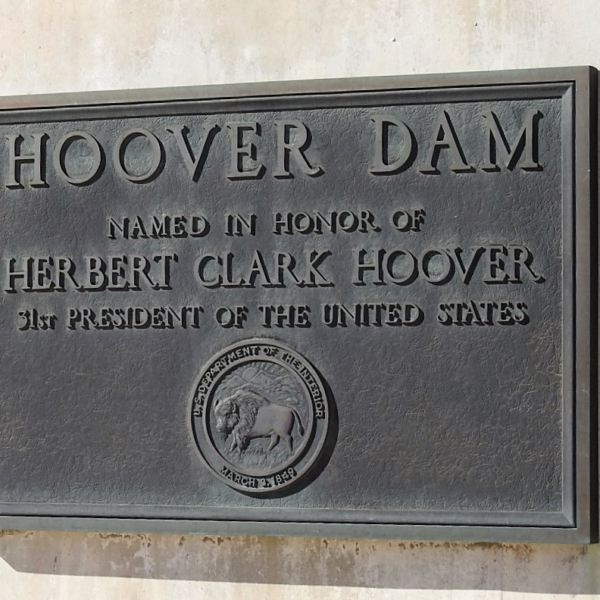 HOOVER DAM
NAMED IN HONOR OF
HERBERT CLARK HOOVER
31ST PRESIDENT OF THE UNITED STATES
U.S. DEPARTMENT OF THE INTERIOR
MARCH 3, 1849